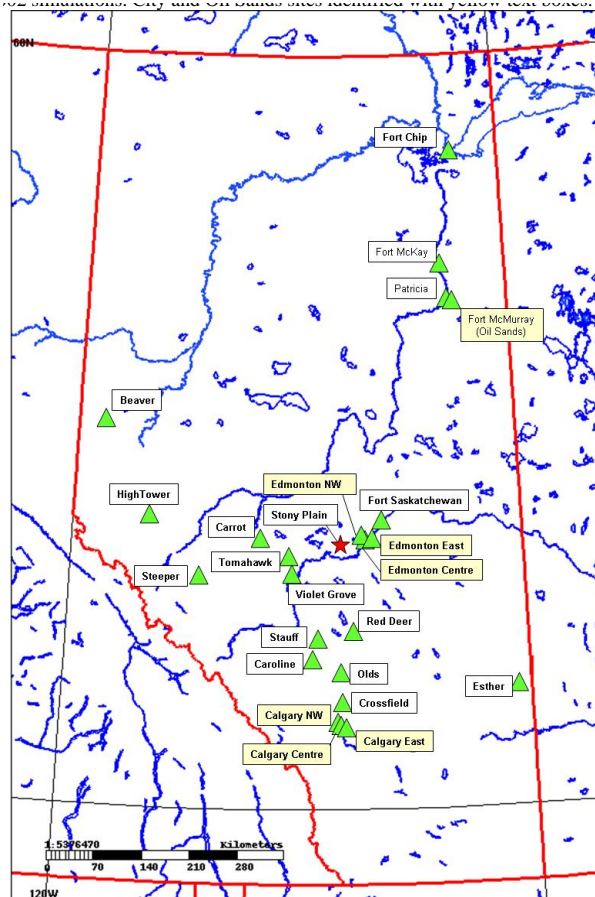 simulations. City and Oil Sands sites identified with yellow text boxes.
60N
Fort Chip
Fort McKay
Patricia
Fort McMurray
(Oil Sands)
Beaver
Edmonton NW
HighTower
Fort Saskatchewan
Stony Plain
Carrot
Edmonton East
Tomahawk
Edmonton Centre
Steeper
Violet Grove
Red Deer
Stauff
Caroline
Olds
Esther
Crossfield
Calgary NW
Calgary East
Calgary Centre
1:5376470 Kilometers
0 70 140 210 280
120W